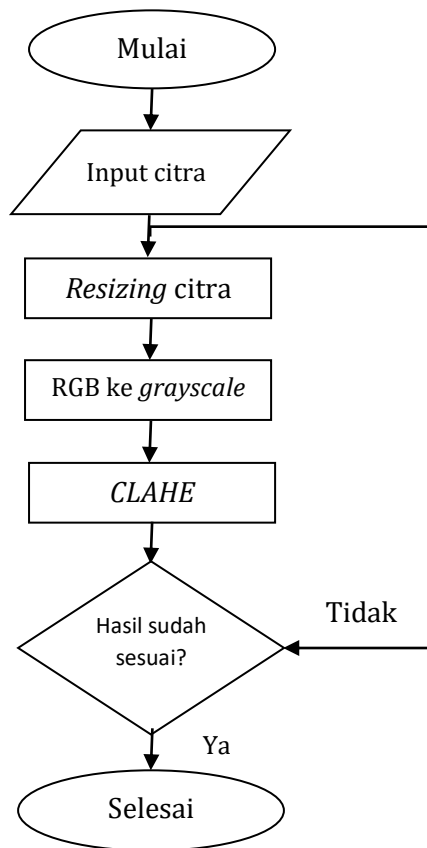 Mulai
Input citra
Resizing citra
RGB ke grayscale
CLAHE
Hasil sudah
sesuai?
Tidak
Ya
Selesai